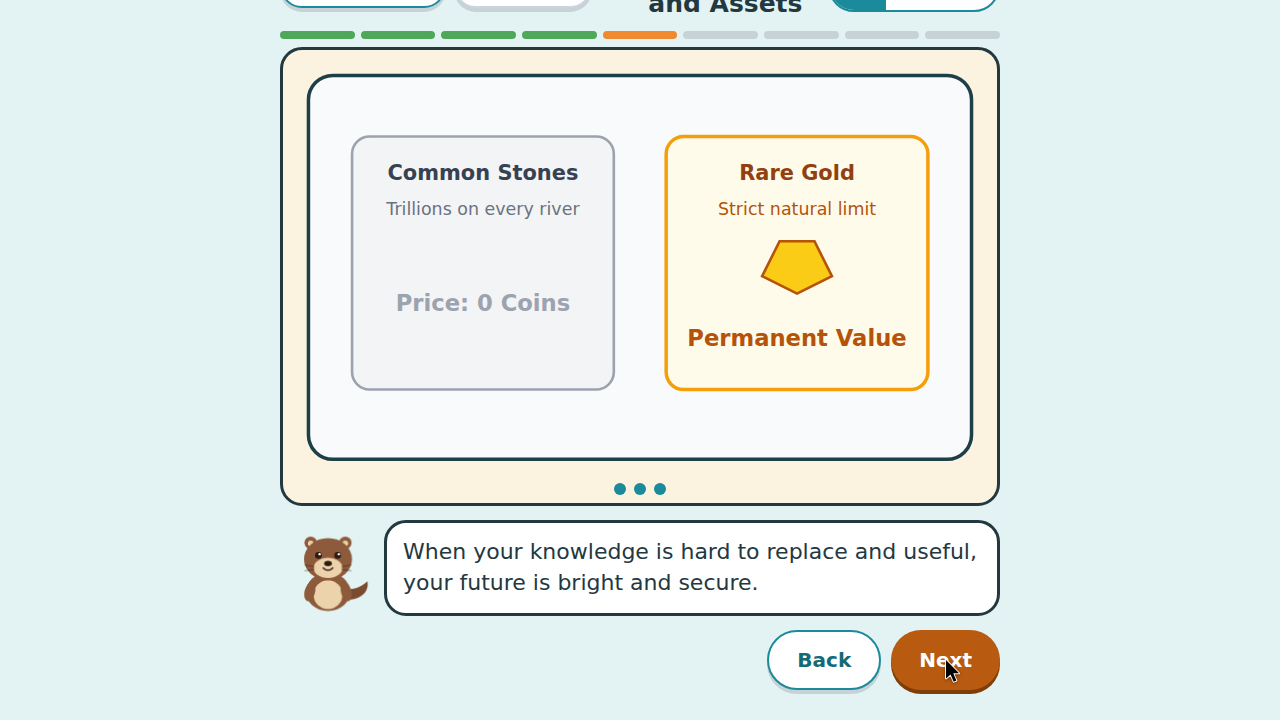 and Assets
Common Stones
Trillions on every river
Price: 0 Coins
Rare Gold
Strict natural limit
Permanent Value
When your knowledge is hard to replace and useful,
your future is bright and secure.
Back
Next